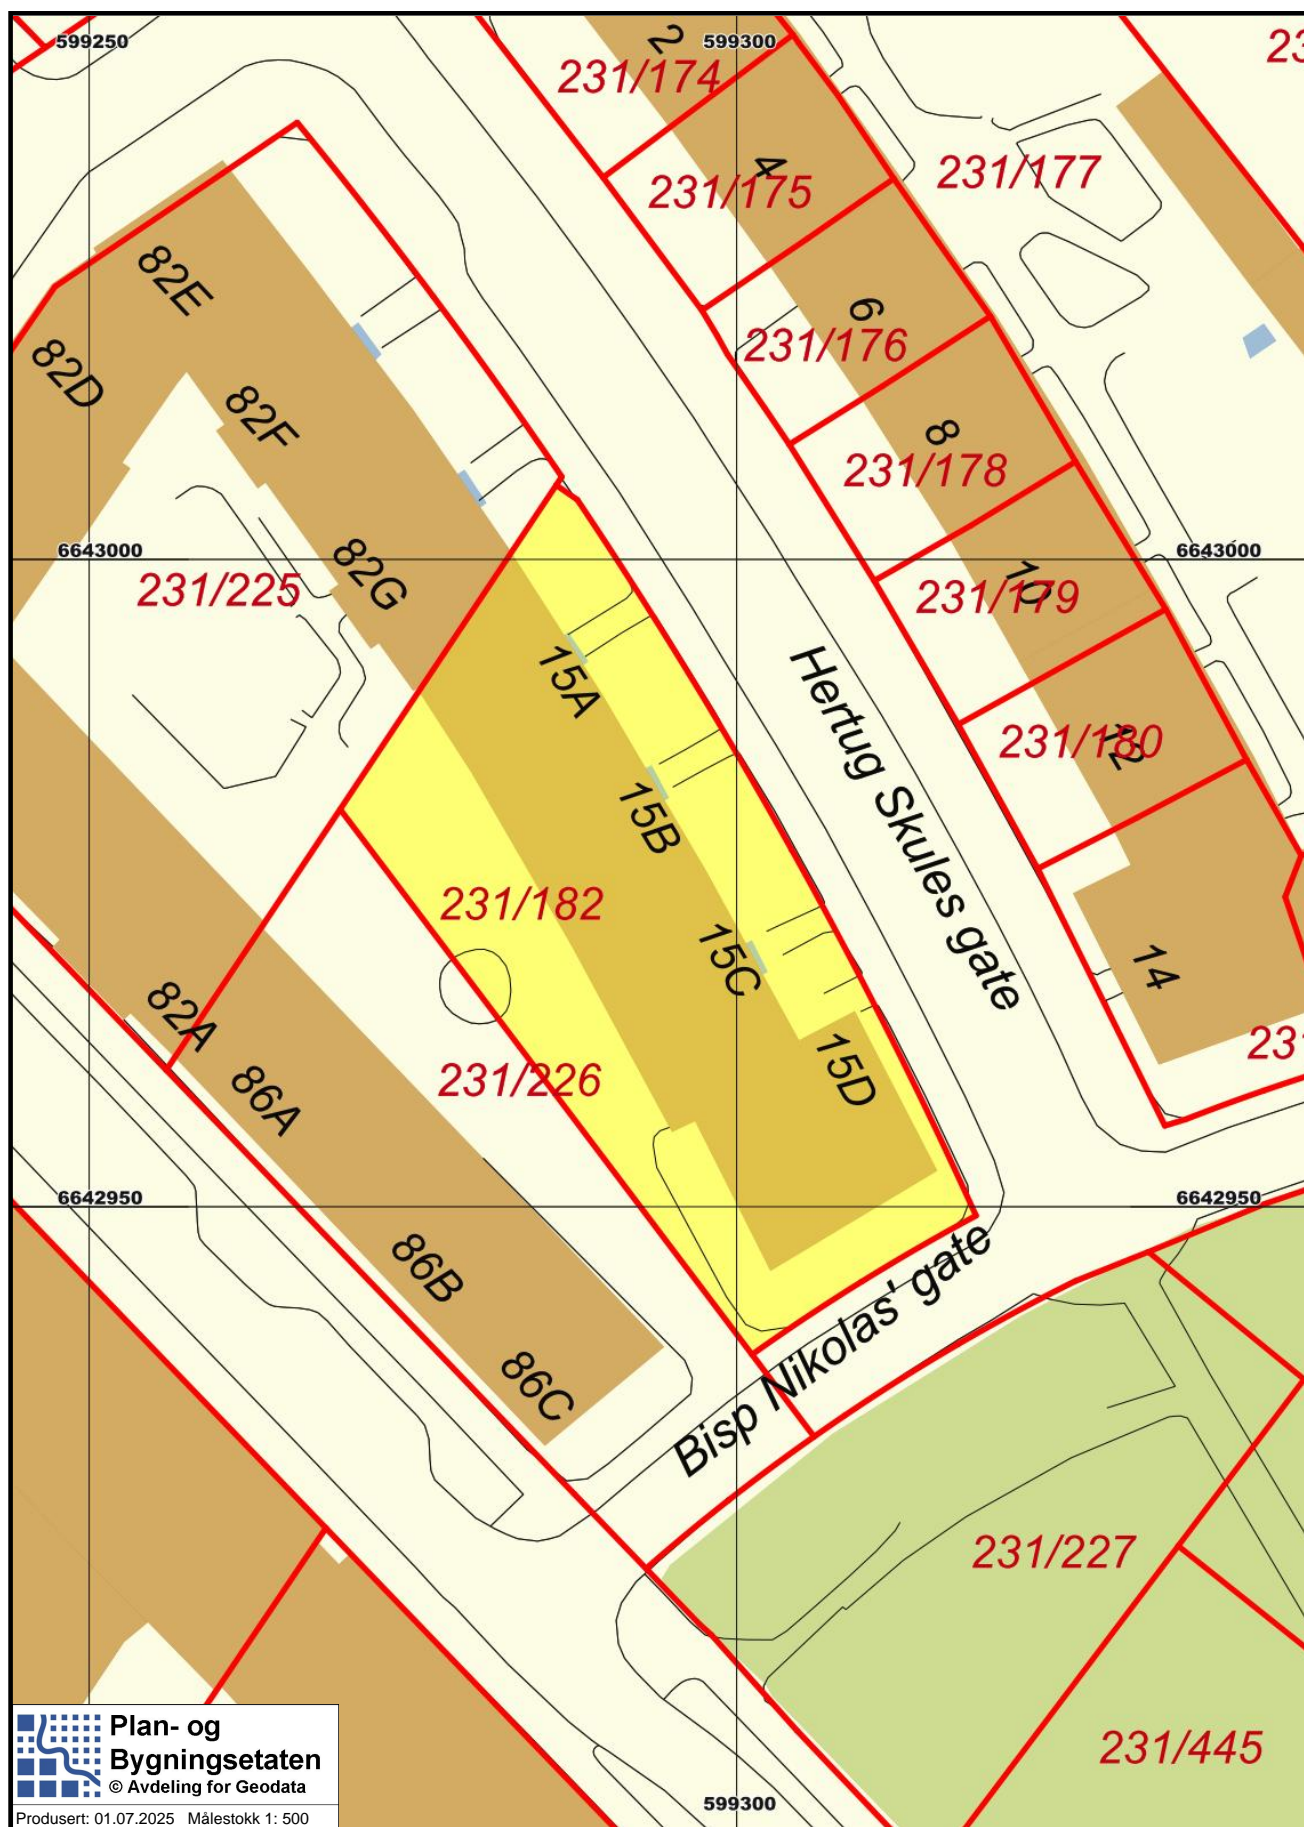 599250
599300
2
231/174
4
231/175
231/177
82E
6
231/176
82D
82F
8
231/178
6643000
6643000
82G
231/225
10
231/179
15A
Hertug Skules gate
12
231/180
15B
231/182
15C
14
82A
15D
231/226
86A
6642950
6642950
86B
Bisp Nikolas' gate
86C
231/227
231/445
Plan- og
Bygningsetaten
© Avdeling for Geodata
599300
Produsert: 01.07.2025 Målestokk 1: 500